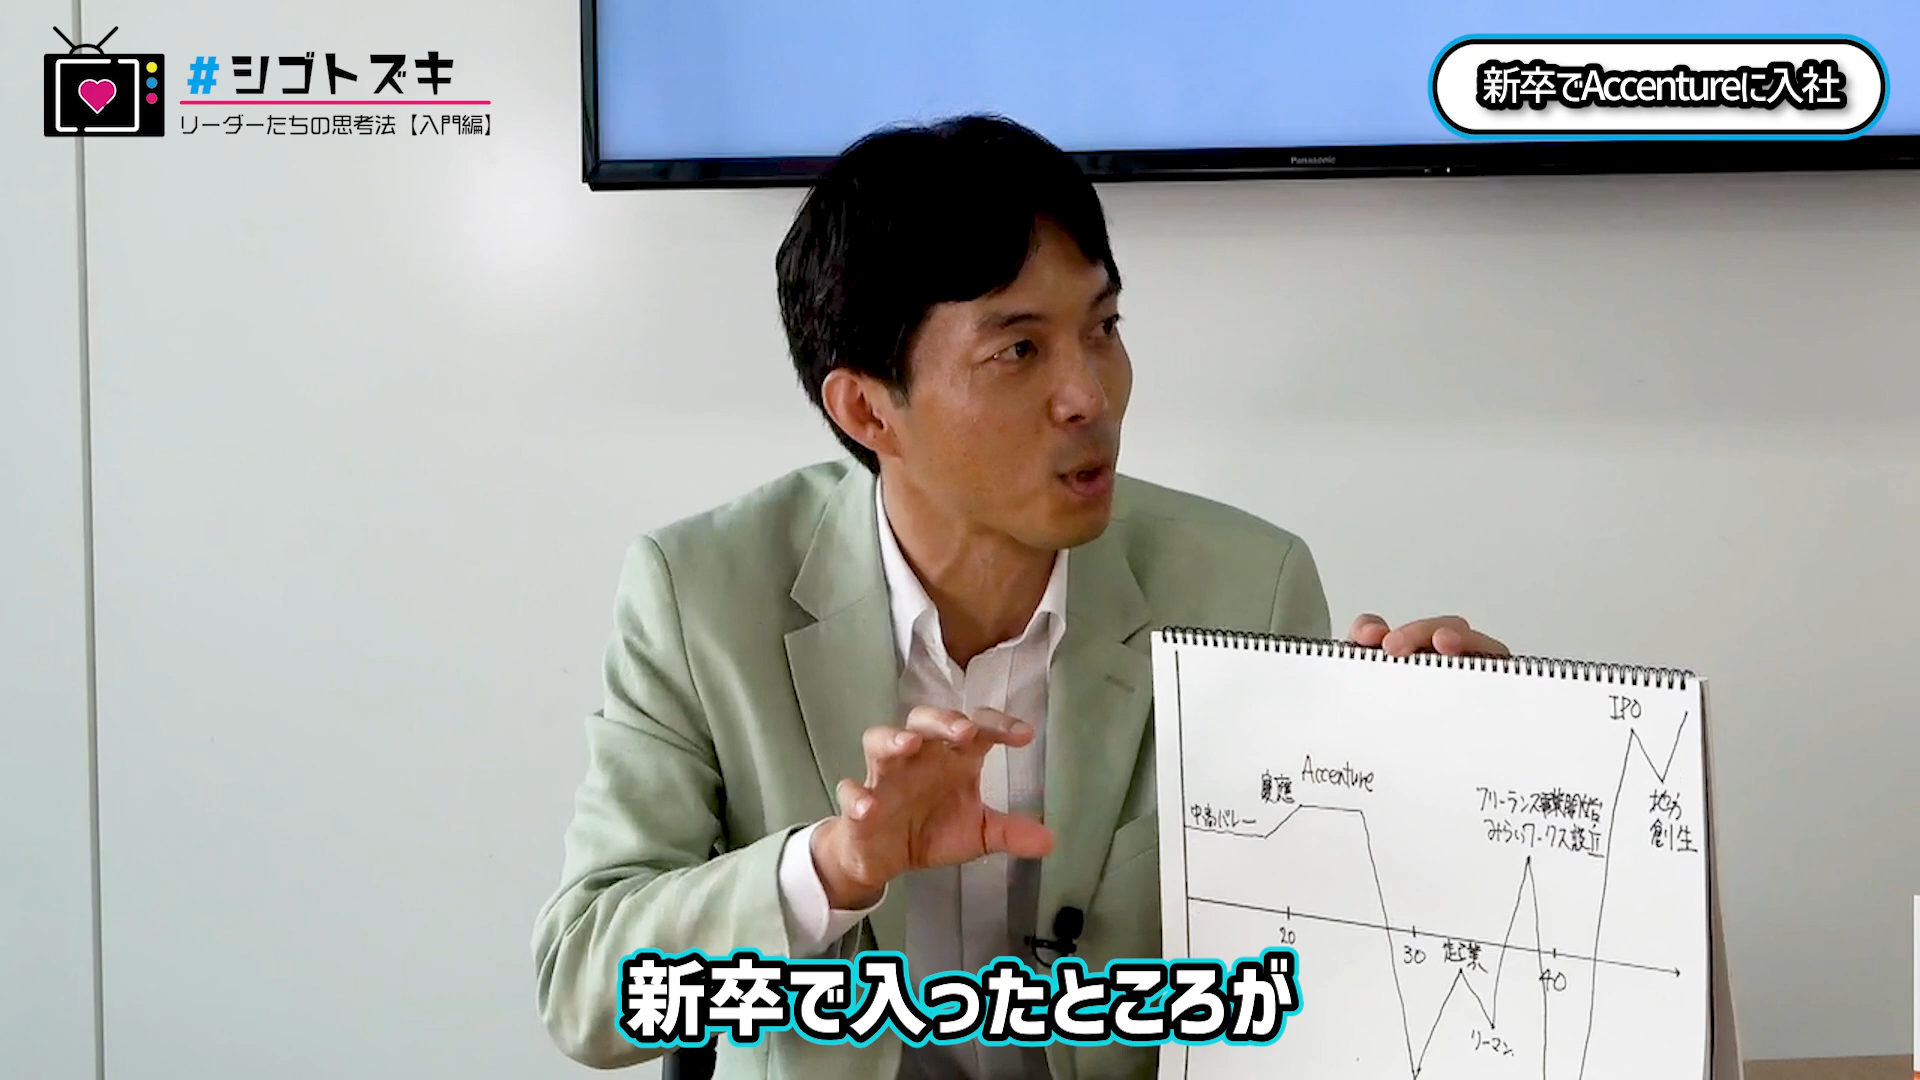 #シゴトズキ
リーダーたちの思考法【入門編】
新卒でAccentureに入社
Panasonic
IPO
慶應
Accenture
中高バレー
フリーランス事業開始
みらいワークス設立
地方
創生
20
30
起業
40
リーマン
新卒で入ったところが